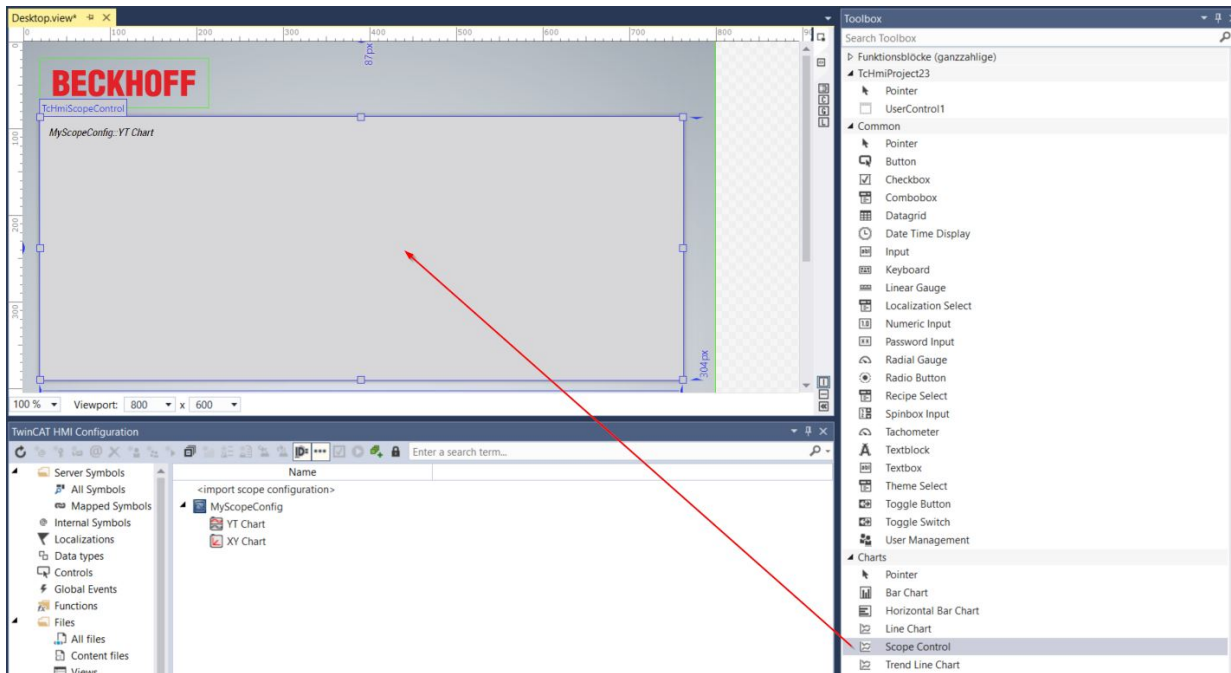 Desktop.view*
0
100
200
300
400
500
600
700
800
87px
BECKHOFF
TcHmiScopeControl
MyScopeConfig::YT Chart
100
200
300
304px
100 %
Viewport: 800 x 600
TwinCAT HMI Configuration
Enter a search term...
Server Symbols
All Symbols
Mapped Symbols
Internal Symbols
Localizations
Data types
Controls
Global Events
Functions
Files
All files
Content files
Views
Name
<import scope configuration>
MyScopeConfig
YT Chart
XY Chart
Toolbox
Search Toolbox
Funktionsblöcke (ganzzahlige)
TcHmiProject23
Pointer
UserControl1
Common
Pointer
Button
Checkbox
Combobox
Datagrid
Date Time Display
Input
Keyboard
Linear Gauge
Localization Select
Numeric Input
Password Input
Radial Gauge
Radio Button
Recipe Select
Spinbox Input
Tachometer
Textblock
Textbox
Theme Select
Toggle Button
Toggle Switch
User Management
Charts
Pointer
Bar Chart
Horizontal Bar Chart
Line Chart
Scope Control
Trend Line Chart